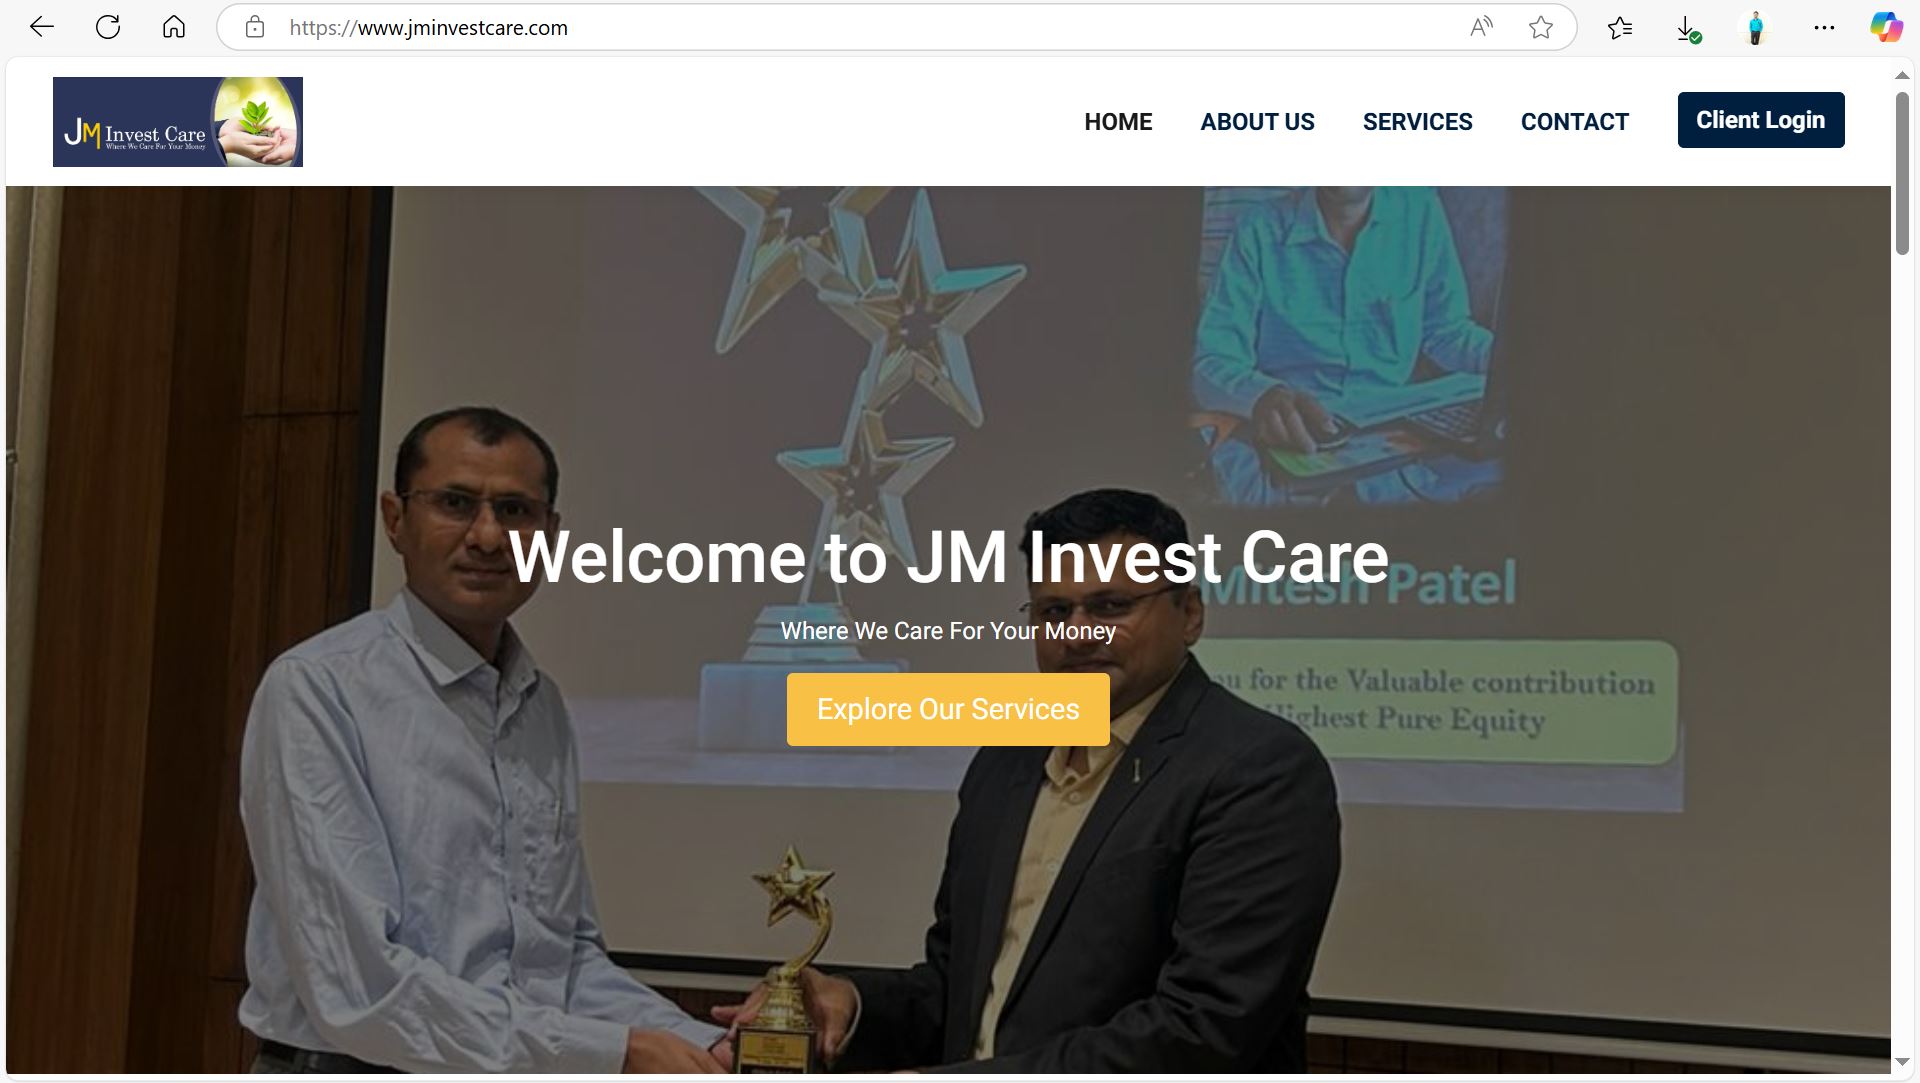 https://www.jminvestcare.com
JM Invest Care
Where We Care For Your Money
HOME
ABOUT US
SERVICES
CONTACT
Client Login
Welcome to JM Invest Care
Mitesh Patel
Where We Care For Your Money
for the Valuable contribution
Highest Pure Equity
Explore Our Services